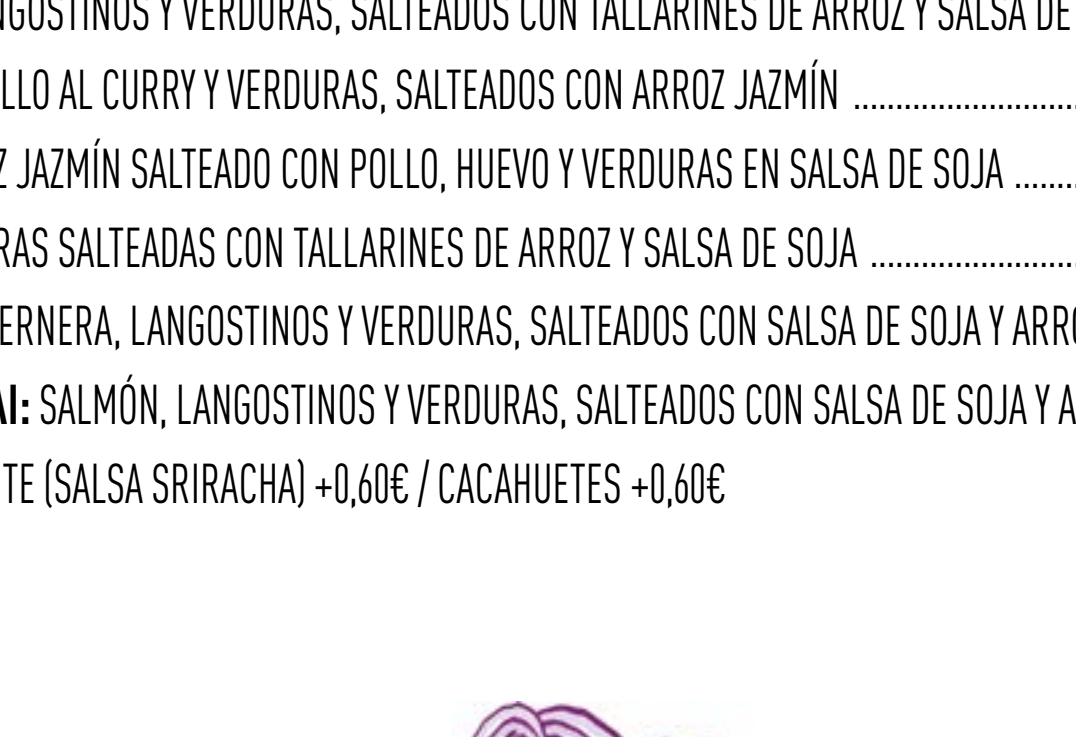 NGOSTINOS Y VERDURAS, SALTEADOS CON TALLARINES DE ARROZ Y SALSA DE
LLO AL CURRY Y VERDURAS, SALTEADOS CON ARROZ JAZMÍN ..........................
Z JAZMÍN SALTEADO CON POLLO, HUEVO Y VERDURAS EN SALSA DE SOJA .......
RAS SALTEADAS CON TALLARINES DE ARROZ Y SALSA DE SOJA ........................
ERNERA, LANGOSTINOS Y VERDURAS, SALTEADOS CON SALSA DE SOJA Y ARRO
AI: SALMÓN, LANGOSTINOS Y VERDURAS, SALTEADOS CON SALSA DE SOJA Y A
TE (SALSA SRIRACHA) +0,60€ / CACAHUETES +0,60€